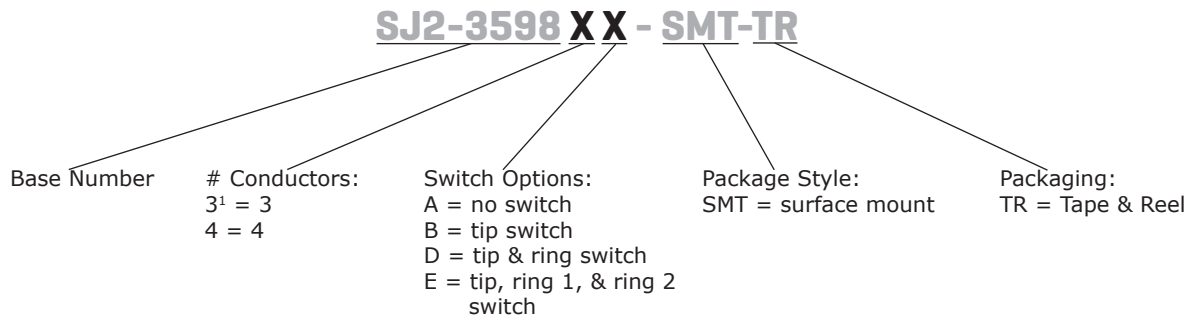 SJ2-3598 X X - SMT-TR
Base Number
# Conductors:
3¹ = 3
4 = 4
Switch Options:
A = no switch
B = tip switch
D = tip & ring switch
E = tip, ring 1, & ring 2
switch
Package Style:
SMT = surface mount
Packaging:
TR = Tape & Reel